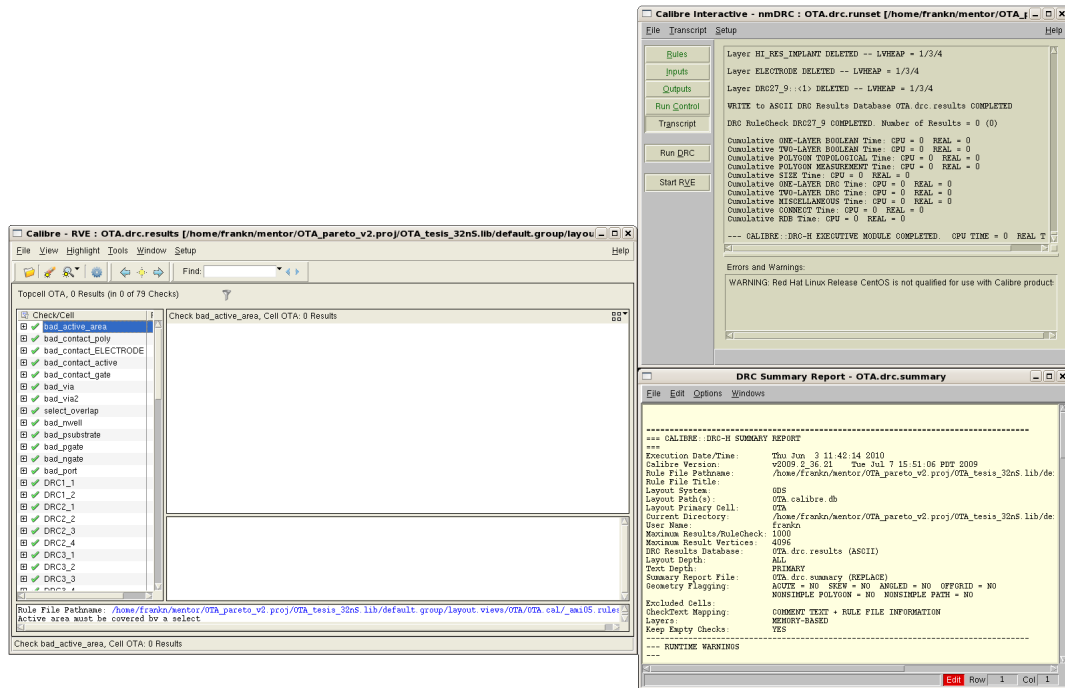 Calibre Interactive - nmDRC : OTA.drc.runset [/home/frankn/mentor/OTA_p
File Transcript Setup Help
Rules
Inputs
Outputs
Run Control
Transcript
Run DRC
Start RVE
Layer HI_RES_IMPLANT DELETED -- LVHEAP = 1/3/4
Layer ELECTRODE DELETED -- LVHEAP = 1/3/4
Layer DRC27_9::<1> DELETED -- LVHEAP = 1/3/4
WRITE to ASCII DRC Results Database OTA.drc.results COMPLETED
DRC RuleCheck DRC27_9 COMPLETED. Number of Results = 0 (0)
Cumulative ONE-LAYER BOOLEAN Time: CPU = 0 REAL = 0
Cumulative TWO-LAYER BOOLEAN Time: CPU = 0 REAL = 0
Cumulative POLYGON TOPOLOGICAL Time: CPU = 0 REAL = 0
Cumulative POLYGON MEASUREMENT Time: CPU = 0 REAL = 0
Cumulative SIZE Time: CPU = 0 REAL = 0
Cumulative ONE-LAYER DRC Time: CPU = 0 REAL = 0
Cumulative TWO-LAYER DRC Time: CPU = 0 REAL = 0
Cumulative MISCELLANEOUS Time: CPU = 0 REAL = 0
Cumulative CONNECT Time: CPU = 0 REAL = 0
Cumulative RDB Time: CPU = 0 REAL = 0
--- CALIBRE::DRC-H EXECUTIVE MODULE COMPLETED. CPU TIME = 0 REAL T
Errors and Warnings:
WARNING: Red Hat Linux Release CentOS is not qualified for use with Calibre product
Calibre - RVE : OTA.drc.results [/home/frankn/mentor/OTA_pareto_v2.proj/OTA_tesis_32nS.lib/default.group/layou
File View Highlight Tools Window Setup Help
Find:
Topcell OTA, 0 Results (in 0 of 79 Checks)
Check/Cell
bad_active_area
bad_contact_poly
bad_contact_ELECTRODE
bad_contact_active
bad_contact_gate
bad_via
bad_via2
select_overlap
bad_nwell
bad_psubstrate
bad_pgate
bad_ngate
bad_port
DRC1_1
DRC1_2
DRC2_1
DRC2_2
DRC2_3
DRC2_4
DRC3_1
DRC3_2
DRC3_3
DRC3_4
Check bad_active_area, Cell OTA: 0 Results
Rule File Pathname: /home/frankn/mentor/OTA_pareto_v2.proj/OTA_tesis_32nS.lib/default.group/layout.views/OTA/OTA.cal/_ami05.rules
Active area must be covered by a select
Check bad_active_area, Cell OTA: 0 Results
DRC Summary Report - OTA.drc.summary
File Edit Options Windows
=== CALIBRE::DRC-H SUMMARY REPORT
===
Execution Date/Time: Thu Jun 3 11:42:14 2010
Calibre Version: v2009.2_36.21 Tue Jul 7 15:51:06 PDT 2009
Rule File Pathname: /home/frankn/mentor/OTA_pareto_v2.proj/OTA_tesis_32nS.lib/de
Rule File Title:
Layout System: GDS
Layout Path(s): OTA.calibre.db
Layout Primary Cell: OTA
Current Directory: /home/frankn/mentor/OTA_pareto_v2.proj/OTA_tesis_32nS.lib/de
User Name: frankn
Maximum Results/RuleCheck: 1000
Maximum Result Vertices: 4096
DRC Results Database: OTA.drc.results (ASCII)
Layout Depth: ALL
Text Depth: PRIMARY
Summary Report File: OTA.drc.summary (REPLACE)
Geometry Flagging: ACUTE = NO SKEW = NO ANGLED = NO OFFGRID = NO
NONSIMPLE POLYGON = NO NONSIMPLE PATH = NO
Excluded Cells:
CheckText Mapping: COMMENT TEXT + RULE FILE INFORMATION
Layers: MEMORY-BASED
Keep Empty Checks: YES
--- RUNTIME WARNINGS
---
Edit Row 1 Col 1